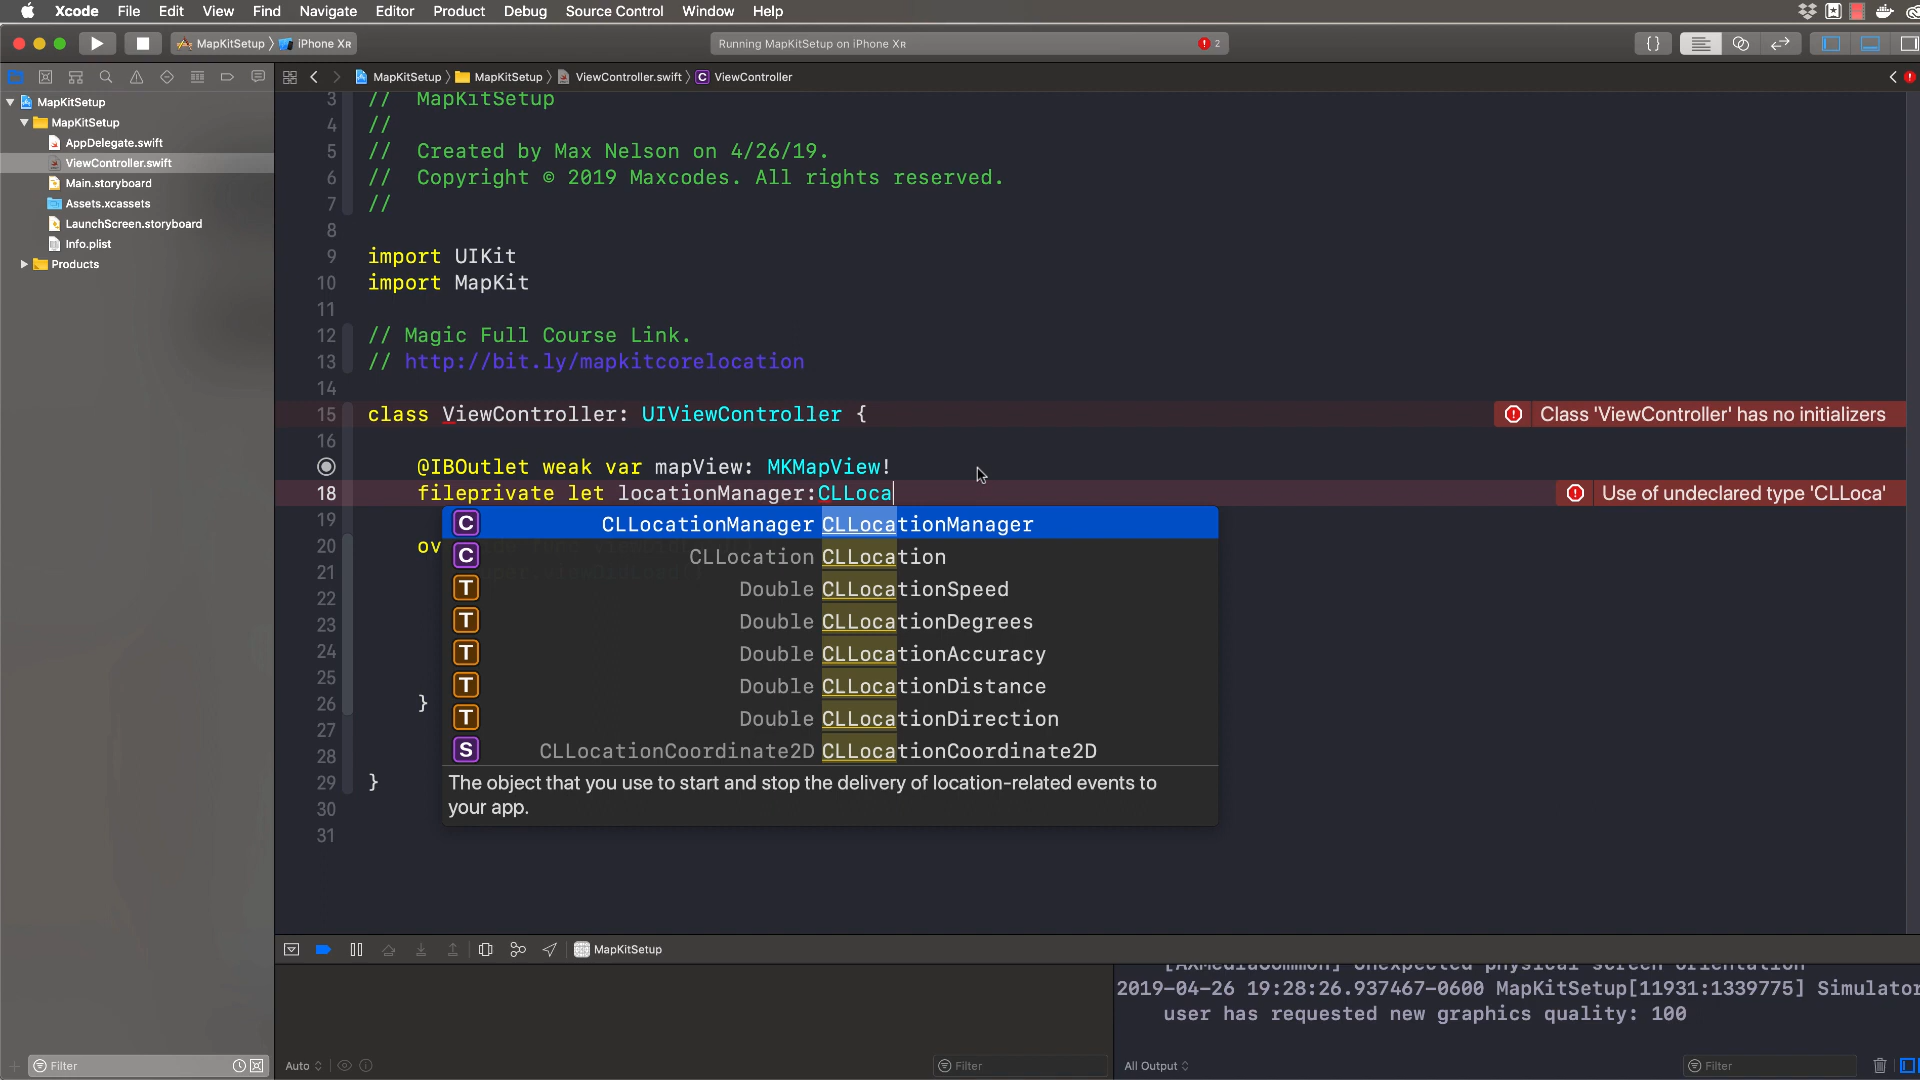 Xcode File Edit View Find Navigate Editor Product Debug Source Control Window Help
MapKitSetup iPhone XR
Running MapKitSetup on iPhone XR 2
MapKitSetup MapKitSetup ViewController.swift C ViewController
MapKitSetup
MapKitSetup
AppDelegate.swift
ViewController.swift
Main.storyboard
Assets.xcassets
LaunchScreen.storyboard
Info.plist
Products
3 // MapKitSetup
4 //
5 // Created by Max Nelson on 4/26/19.
6 // Copyright © 2019 Maxcodes. All rights reserved.
7 //
8
9 import UIKit
10 import MapKit
11
12 // Magic Full Course Link.
13 // http://bit.ly/mapkitcorelocation
14
15 class ViewController: UIViewController { Class 'ViewController' has no initializers
16
@IBOutlet weak var mapView: MKMapView!
18 fileprivate let locationManager:CLLoca Use of undeclared type 'CLLoca'
19
20 ov
21
22
23
24
25
26 }
27
28
29 }
30
31
C CLLocationManager CLLocationManager
C CLLocation CLLocation
T Double CLLocationSpeed
T Double CLLocationDegrees
T Double CLLocationAccuracy
T Double CLLocationDistance
T Double CLLocationDirection
S CLLocationCoordinate2D CLLocationCoordinate2D
The object that you use to start and stop the delivery of location-related events to
your app.
MapKitSetup
[AXMediaCommon] Unexpected physical screen orientation
2019-04-26 19:28:26.937467-0600 MapKitSetup[11931:1339775] Simulator
user has requested new graphics quality: 100
Filter Auto Filter All Output Filter